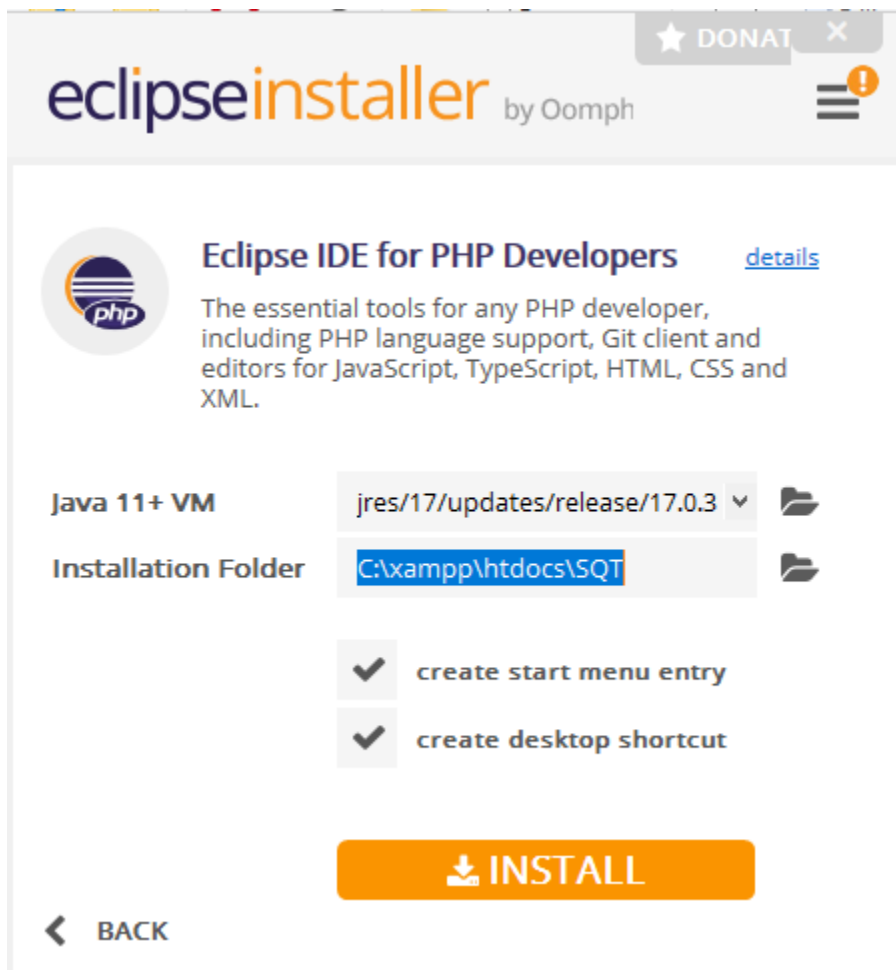 DONAT
eclipseinstaller by Oomph
php
Eclipse IDE for PHP Developers details
The essential tools for any PHP developer,
including PHP language support, Git client and
editors for JavaScript, TypeScript, HTML, CSS and
XML.
Java 11+ VM jres/17/updates/release/17.0.3
Installation Folder C:\xampp\htdocs\SQT
create start menu entry
create desktop shortcut
INSTALL
BACK